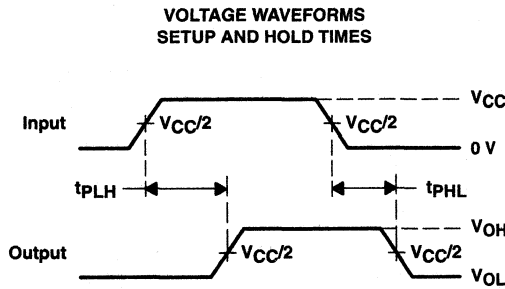 VOLTAGE WAVEFORMS
SETUP AND HOLD TIMES
VCC
Input VCC/2 VCC/2
0 V
tPLH tPHL
VOH
Output VCC/2 VCC/2
VOL